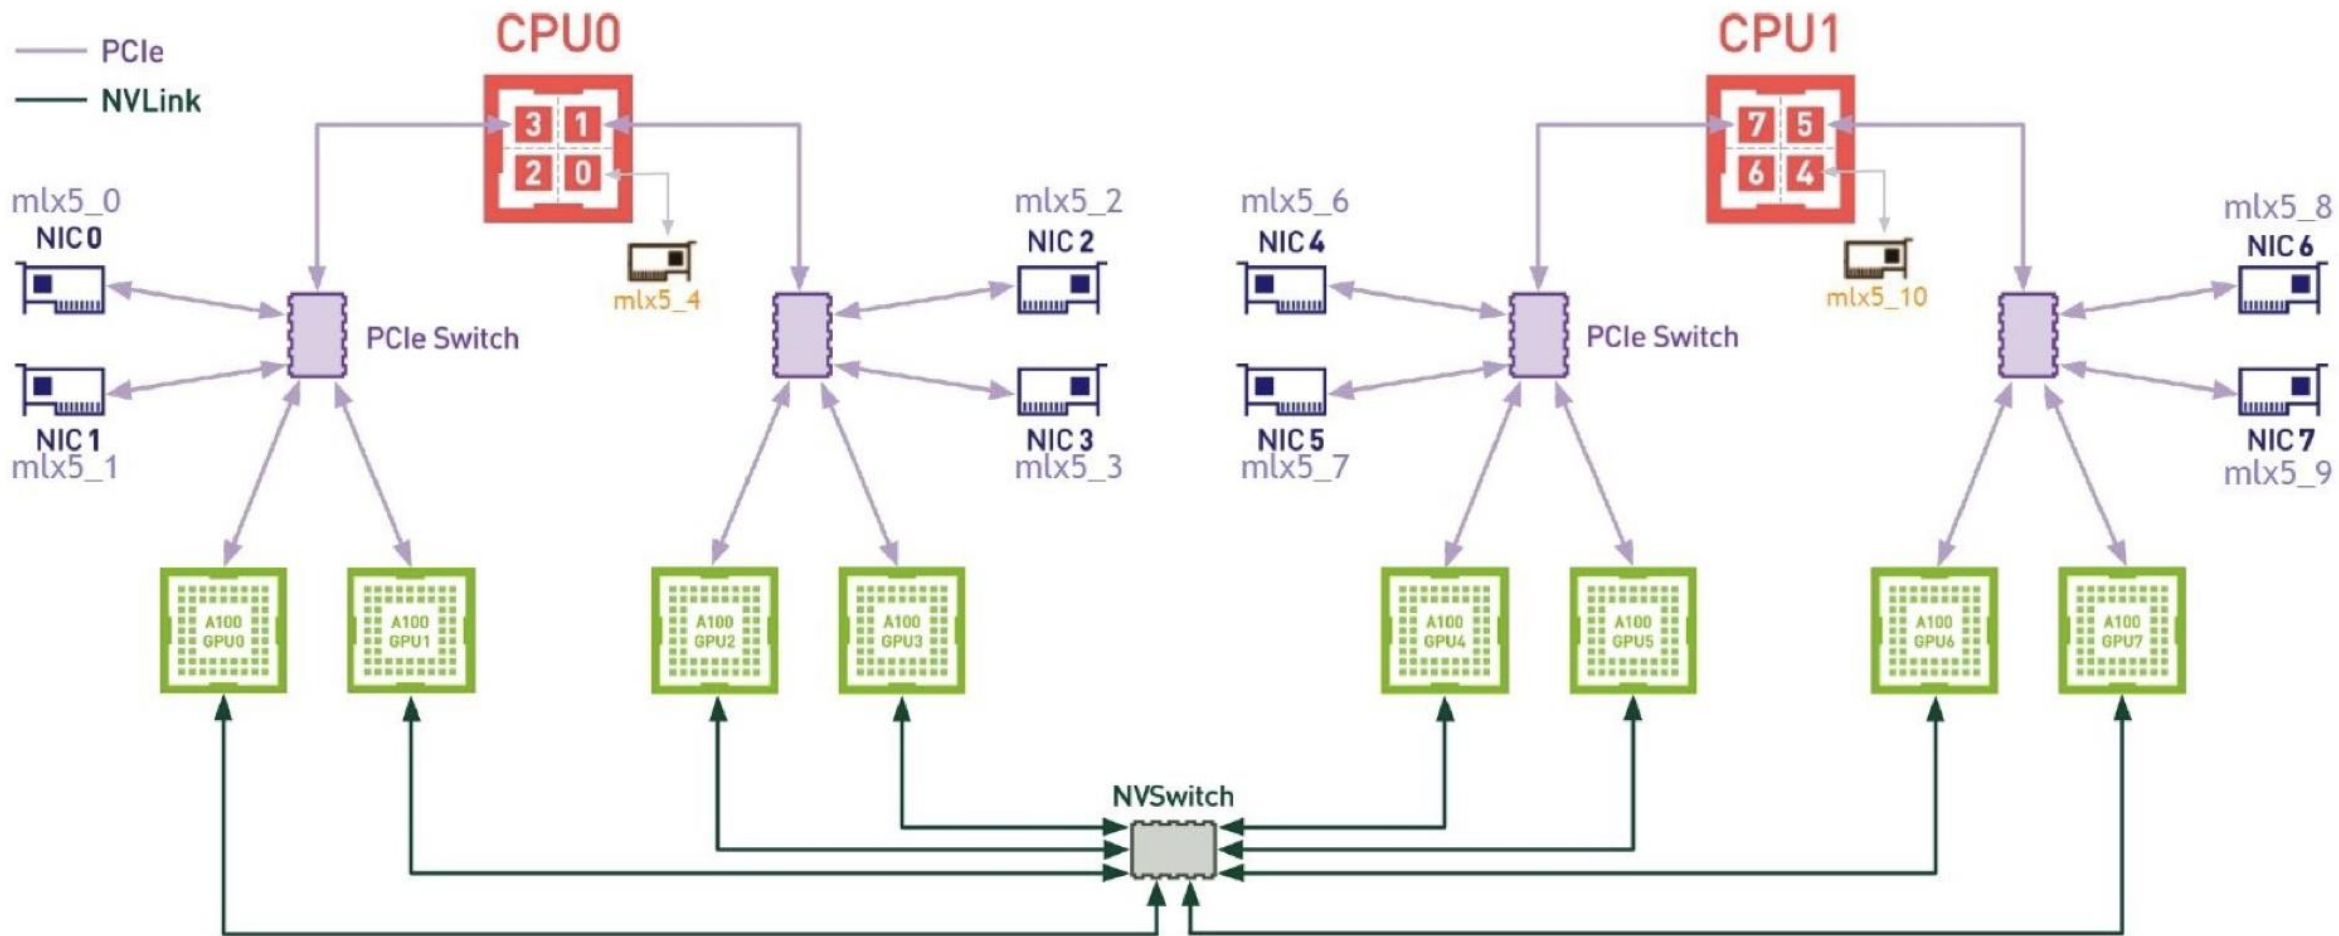 PCIe
NVLink
CPU0
3 1
2 0
CPU1
7 5
6 4
mlx5_0
NIC 0
mlx5_4
mlx5_2
NIC 2
mlx5_6
NIC 4
mlx5_10
mlx5_8
NIC 6
PCIe Switch
PCIe Switch
NIC 1
mlx5_1
NIC 3
mlx5_3
NIC 5
mlx5_7
NIC 7
mlx5_9
A100
GPU0
A100
GPU1
A100
GPU2
A100
GPU3
A100
GPU4
A100
GPU5
A100
GPU6
A100
GPU7
NVSwitch